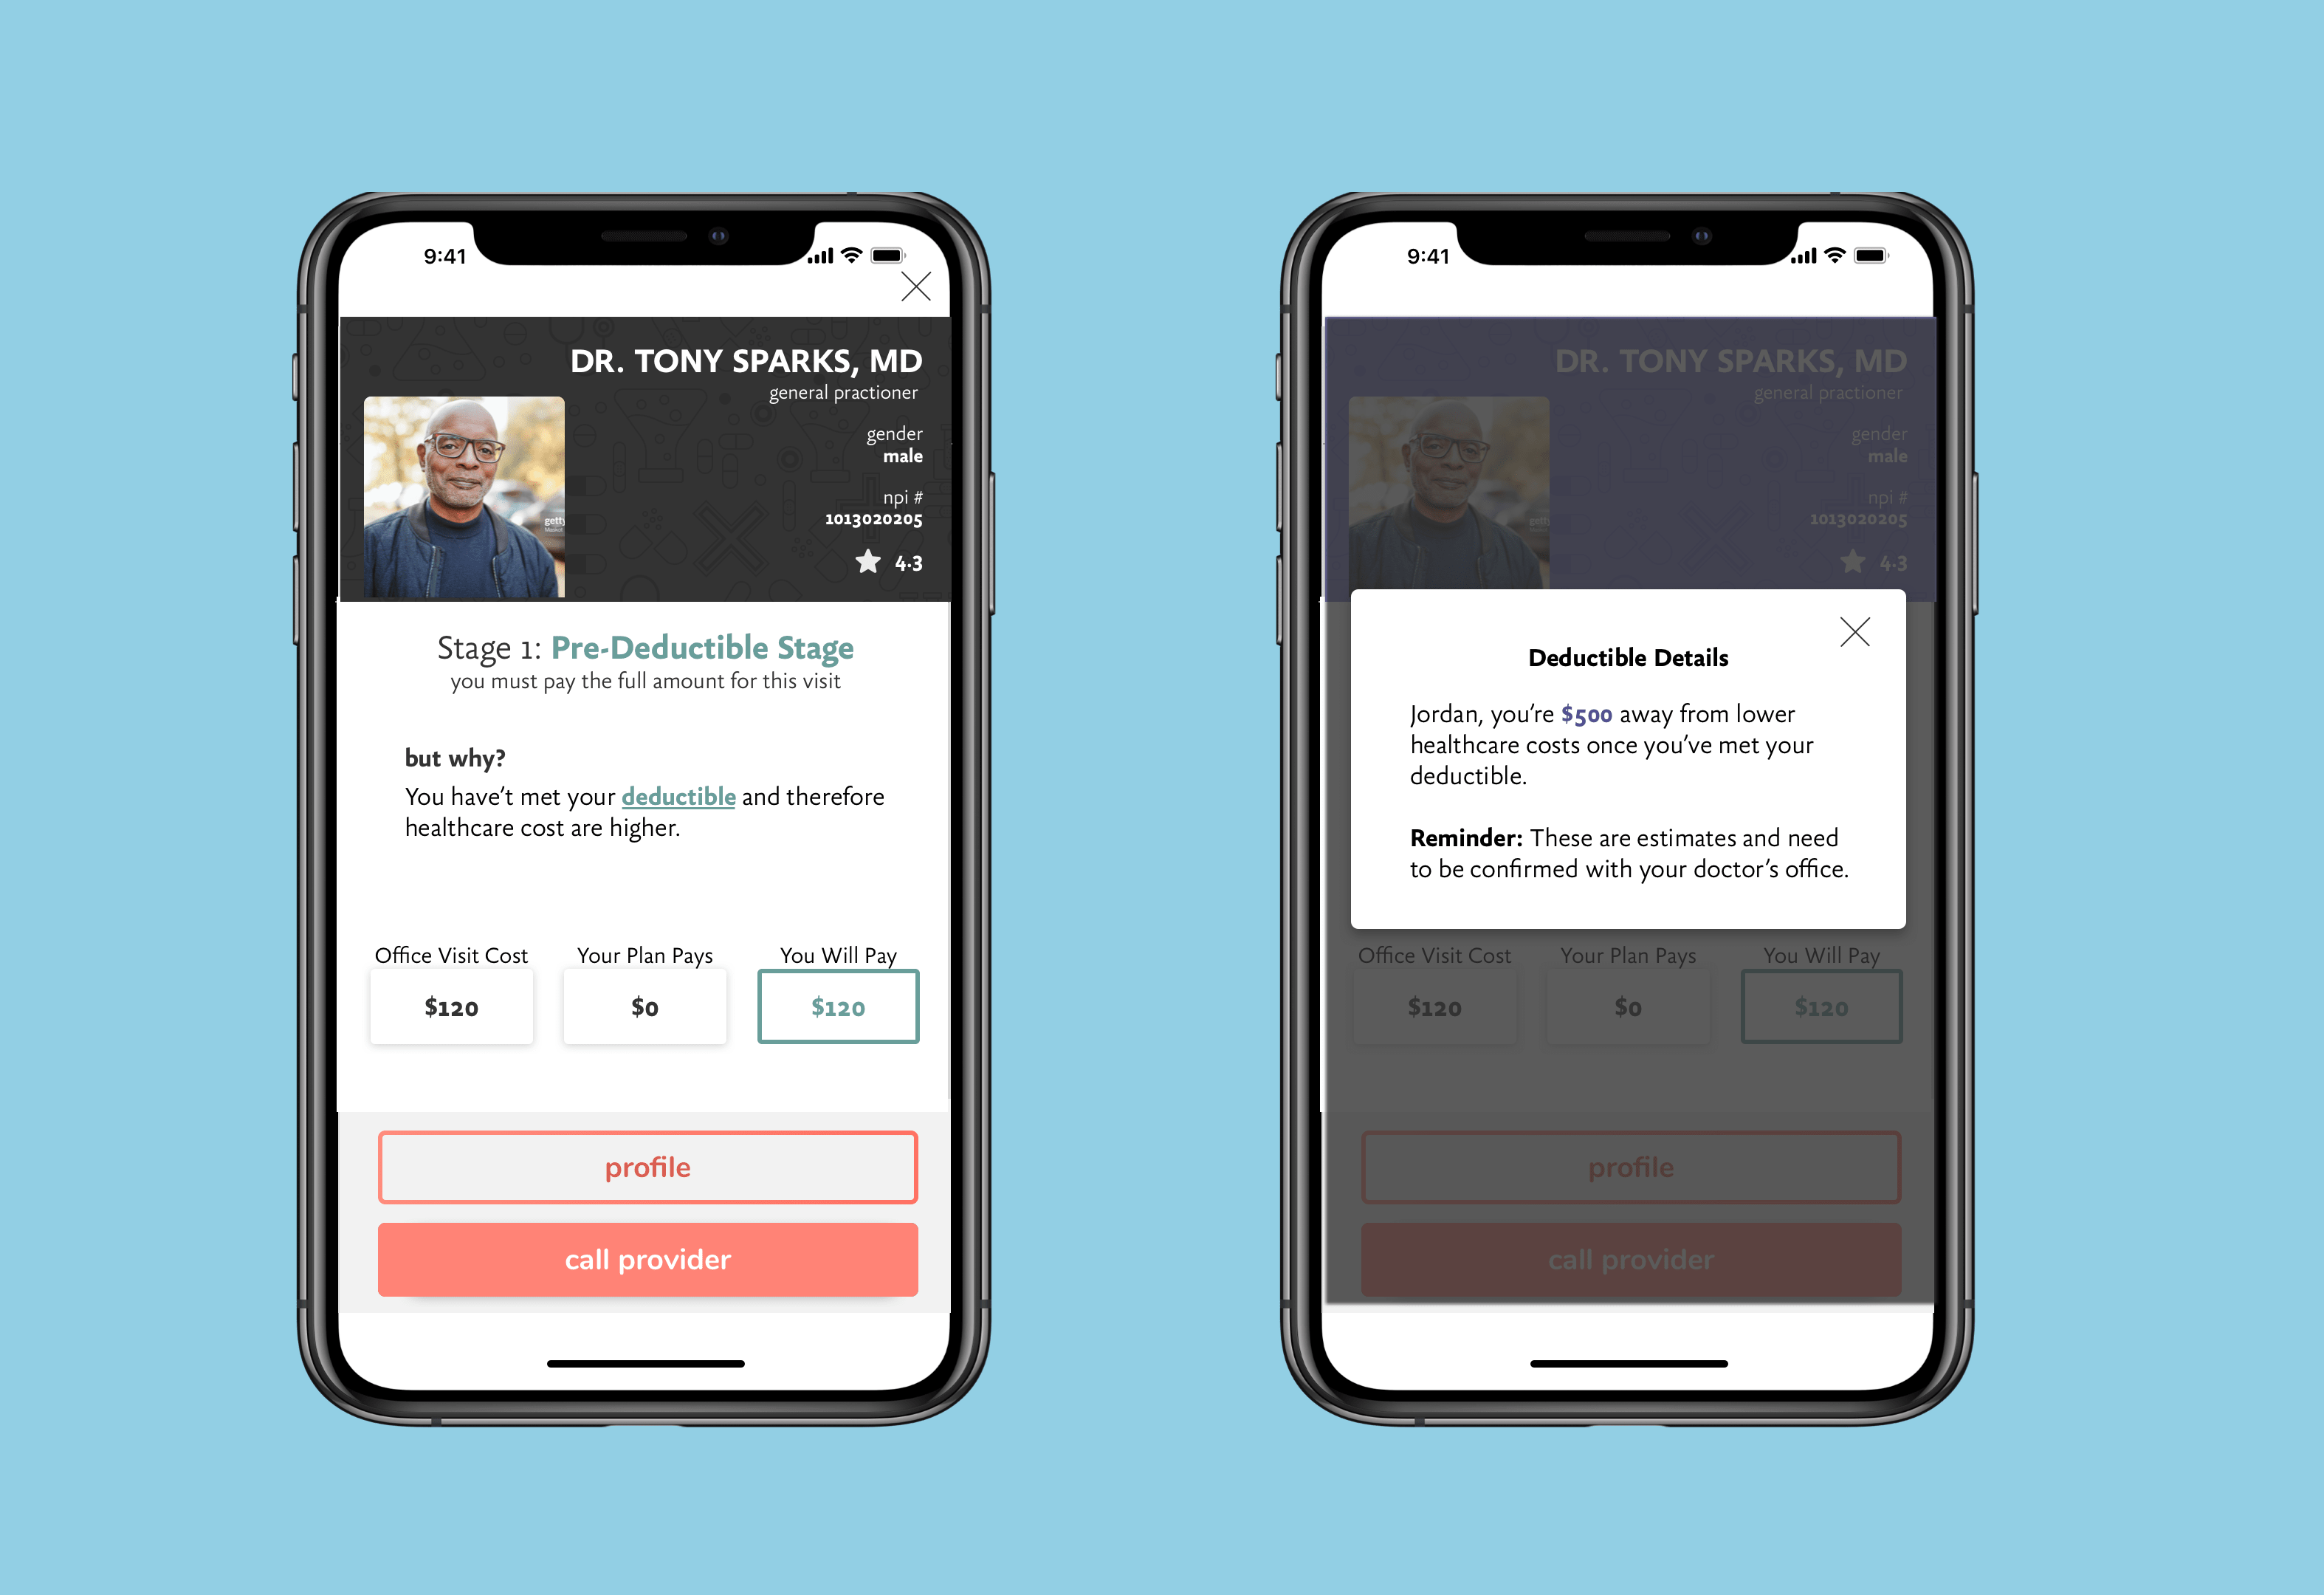 9:41
DR. TONY SPARKS, MD
general practioner
gender
male
npi #
1013020205
4.3
getty
Stage 1: Pre-Deductible Stage
you must pay the full amount for this visit
but why?
You have't met your deductible and therefore
healthcare cost are higher.
Office Visit Cost Your Plan Pays You Will Pay
$120 $0 $120
profile
call provider
9:41
DR. TONY SPARKS, MD
general practioner
gender
male
npi #
1013020205
4.3
getty
Deductible Details
Jordan, you're $500 away from lower
healthcare costs once you've met your
deductible.
Reminder: These are estimates and need
to be confirmed with your doctor's office.
Office Visit Cost Your Plan Pays You Will Pay
$120 $0 $120
profile
call provider